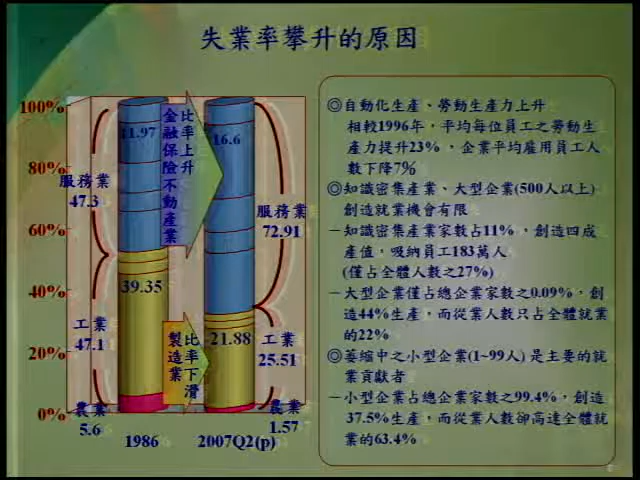 失業率攀升的原因
100%
80%
60%
40%
20%
0%
11.97
39.35
服務業
47.3
工業
47.1
農業
5.6
1986
比率上升
金融保險不動產業
比率下滑
製造業
16.6
21.88
服務業
72.91
工業
25.51
農業
1.57
2007Q2(p)
◎自動化生產、勞動生產力上升
相較1996年，平均每位員工之勞動生
產力提升23%，企業平均雇用員工人
數下降7%
◎知識密集產業、大型企業(500人以上)
創造就業機會有限
－知識密集產業家數占11%，創造四成
產值，吸納員工183萬人
(僅占全體人數之27%)
－大型企業僅占總企業家數之0.09%，創
造44%生產，而從業人數只占全體就業
的22%
◎萎縮中之小型企業(1~99人) 是主要的就
業貢獻者
－小型企業占總企業家數之99.4%，創造
37.5%生產，而從業人數卻高達全體就
業的63.4%